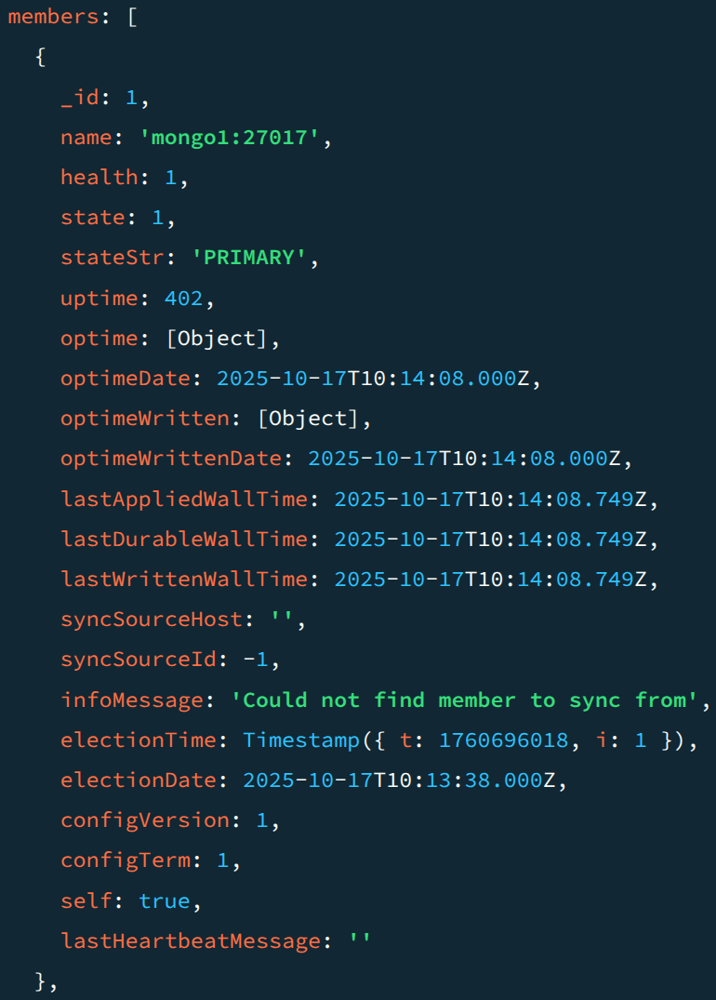 members: [
  {
    _id: 1,
    name: 'mongo1:27017',
    health: 1,
    state: 1,
    stateStr: 'PRIMARY',
    uptime: 402,
    optime: [Object],
    optimeDate: 2025-10-17T10:14:08.000Z,
    optimeWritten: [Object],
    optimeWrittenDate: 2025-10-17T10:14:08.000Z,
    lastAppliedWallTime: 2025-10-17T10:14:08.749Z,
    lastDurableWallTime: 2025-10-17T10:14:08.749Z,
    lastWrittenWallTime: 2025-10-17T10:14:08.749Z,
    syncSourceHost: '',
    syncSourceId: -1,
    infoMessage: 'Could not find member to sync from',
    electionTime: Timestamp({ t: 1760696018, i: 1 }),
    electionDate: 2025-10-17T10:13:38.000Z,
    configVersion: 1,
    configTerm: 1,
    self: true,
    lastHeartbeatMessage: ''
  },